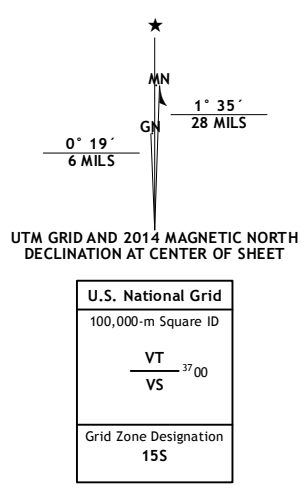 MN
1° 35´
28 MILS
GN
0° 19´
6 MILS
UTM GRID AND 2014 MAGNETIC NORTH
DECLINATION AT CENTER OF SHEET
U.S. National Grid
100,000-m Square ID
VT
3700
VS
Grid Zone Designation
15S